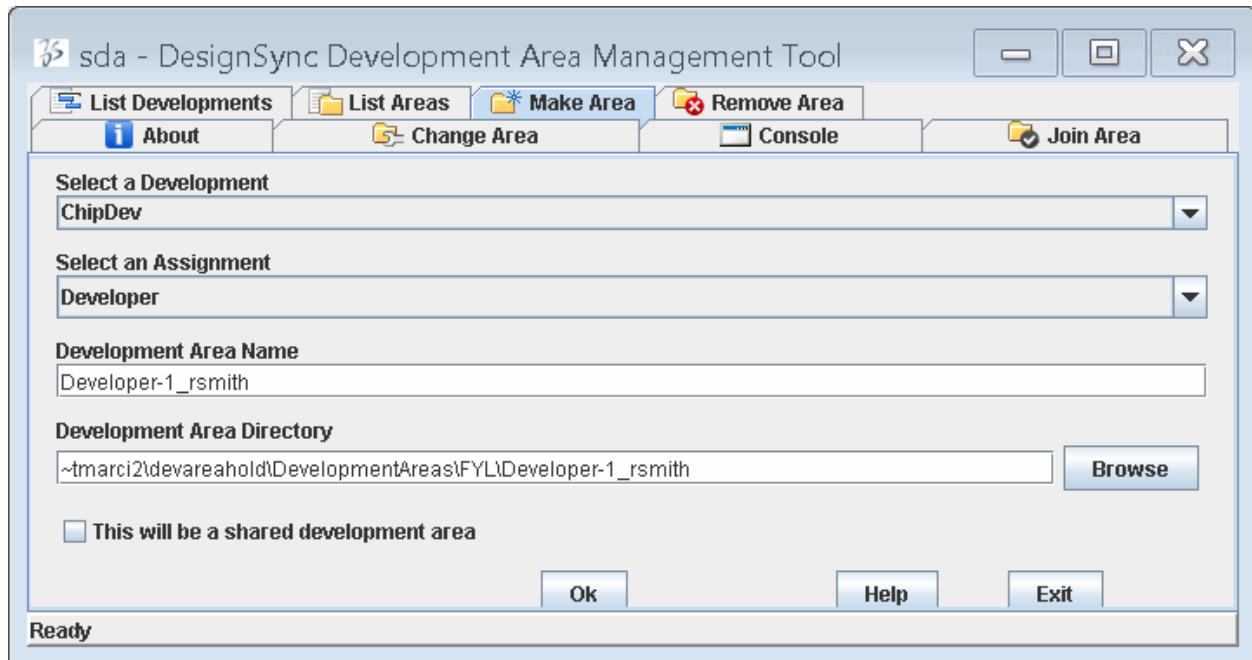 sda - DesignSync Development Area Management Tool
List Developments List Areas Make Area Remove Area
About Change Area Console Join Area
Select a Development
ChipDev
Select an Assignment
Developer
Development Area Name
Developer-1_rsmith
Development Area Directory
~tmarci2\devareahold\DevelopmentAreas\FYL\Developer-1_rsmith Browse
This will be a shared development area
Ok Help Exit
Ready